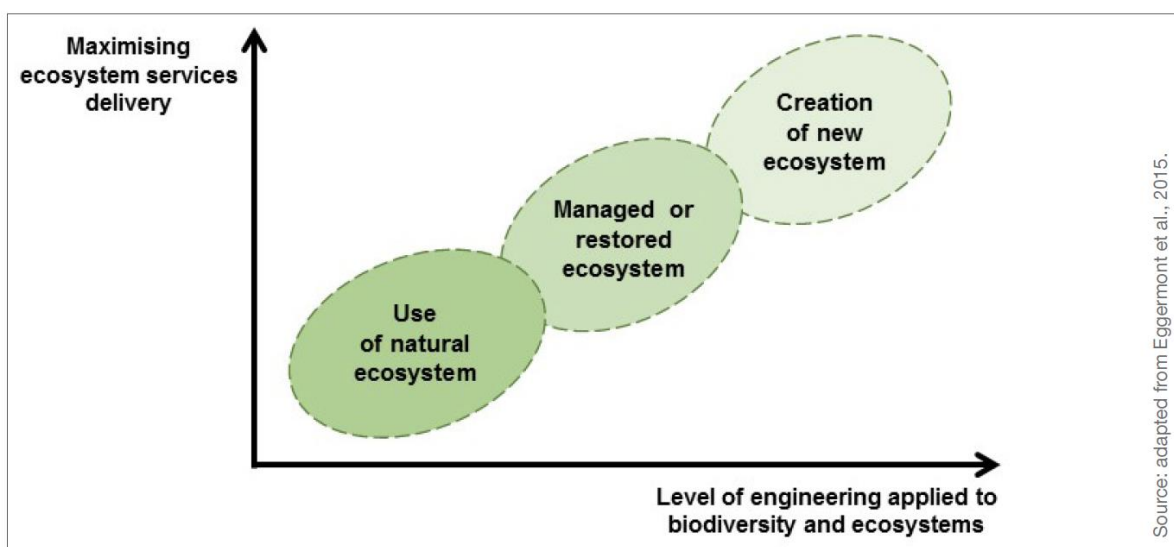 Maximising
ecosystem services
delivery
Creation
of new
ecosystem
Managed or
restored
ecosystem
Use
of natural
ecosystem
Level of engineering applied to
biodiversity and ecosystems
Source: adapted from Eggermont et al., 2015.